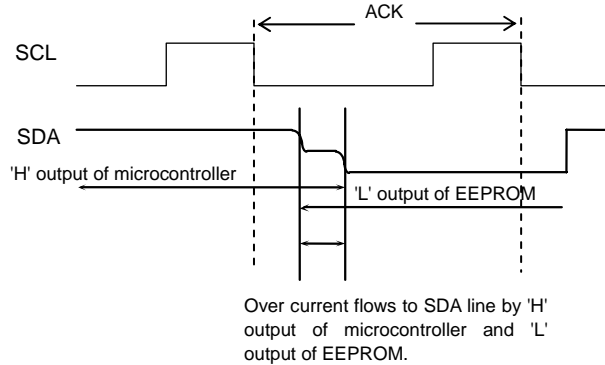 ACK
SCL
SDA
'H' output of microcontroller
'L' output of EEPROM
Over current flows to SDA line by 'H'
output of microcontroller and 'L'
output of EEPROM.